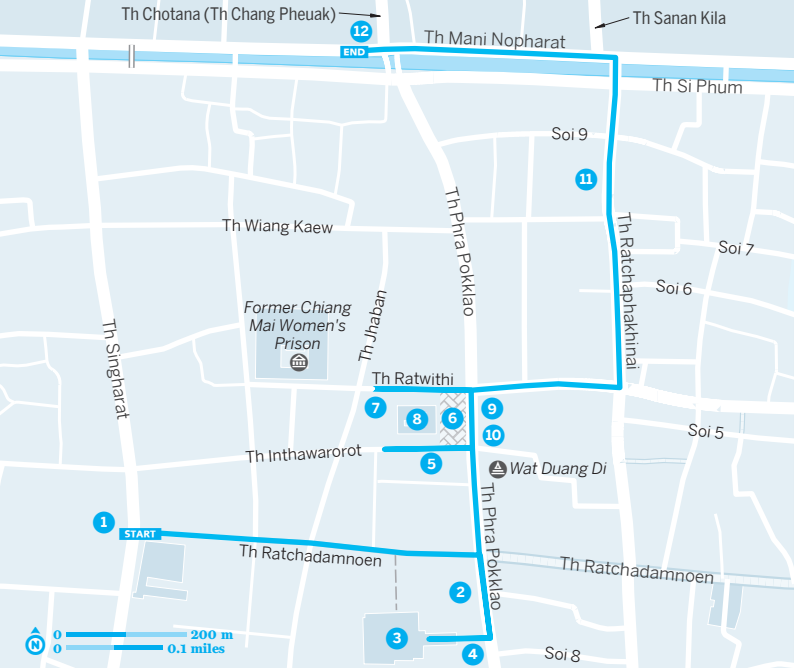 Th Chotana (Th Chang Pheuak)
Th Sanan Kila
12
END
Th Mani Nopharat
Th Si Phum
Soi 9
11
Th Phra Pokklao
Th Wiang Kaew
Th Ratchaphakhinai
Soi 7
Soi 6
Former Chiang
Mai Women's
Prison
Th Jhaban
Th Singharat
Th Ratwithi
7
8
6
9
10
Soi 5
Th Inthawarorot
5
Wat Duang Di
1
START
Th Phra Pokklao
Th Ratchadamnoen
Th Ratchadamnoen
2
3
4
Soi 8
N
0
200 m
0
0.1 miles